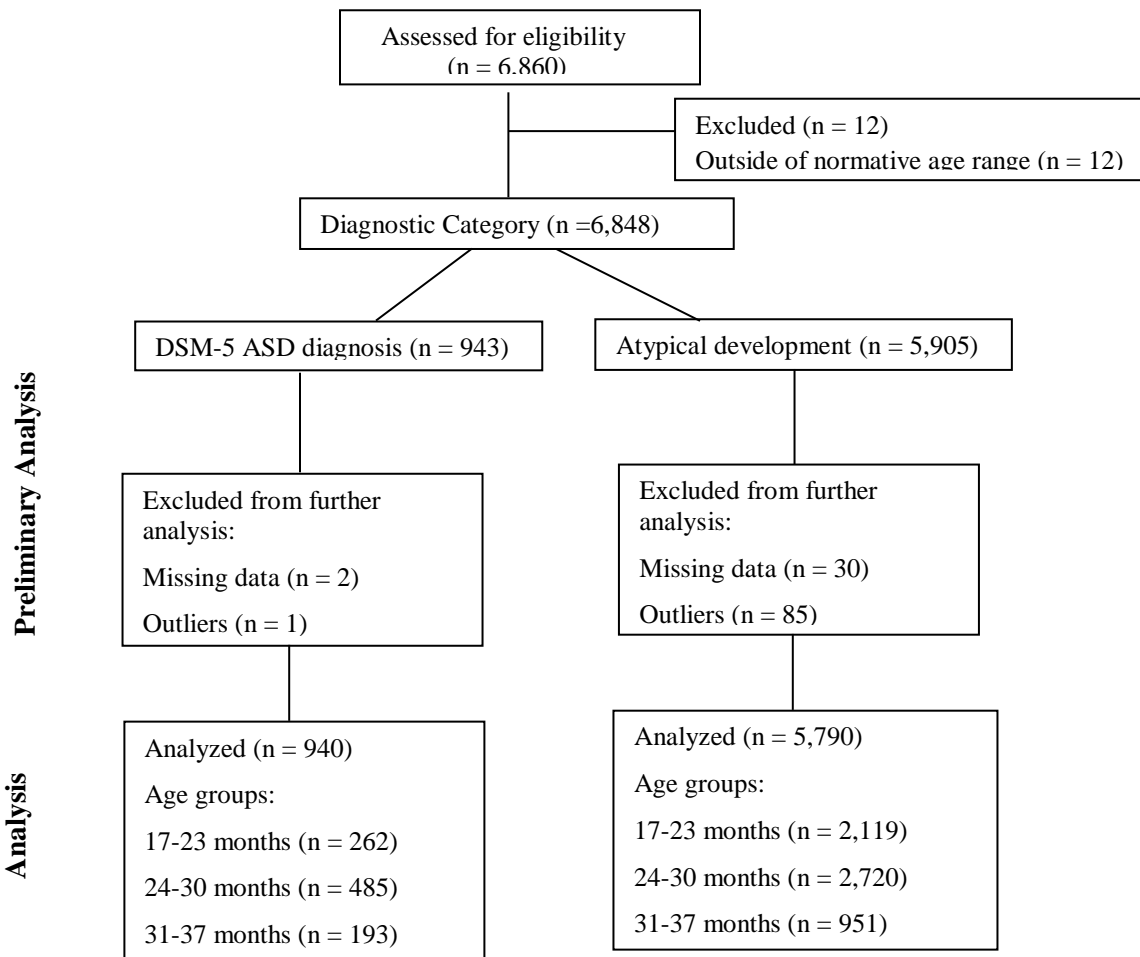 Assessed for eligibility
(n = 6,860)
Excluded (n = 12)
Outside of normative age range (n = 12)
Diagnostic Category (n =6,848)
DSM-5 ASD diagnosis (n = 943)
Atypical development (n = 5,905)
Preliminary Analysis
Excluded from further
analysis:
Missing data (n = 2)
Outliers (n = 1)
Excluded from further
analysis:
Missing data (n = 30)
Outliers (n = 85)
Analysis
Analyzed (n = 940)
Age groups:
17-23 months (n = 262)
24-30 months (n = 485)
31-37 months (n = 193)
Analyzed (n = 5,790)
Age groups:
17-23 months (n = 2,119)
24-30 months (n = 2,720)
31-37 months (n = 951)